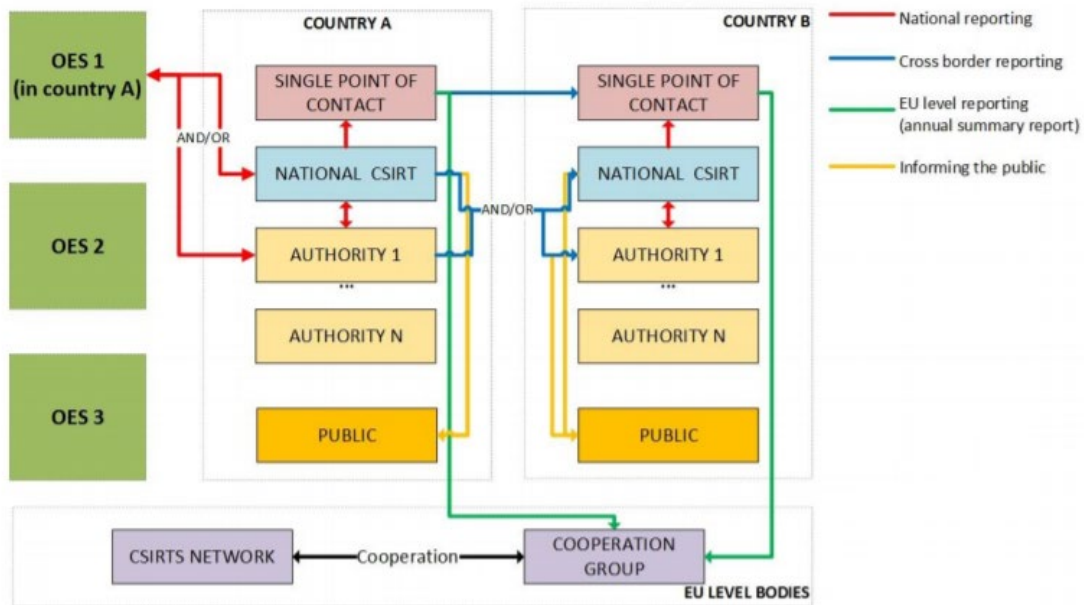 COUNTRY A
COUNTRY B
National reporting
Cross border reporting
EU level reporting
(annual summary report)
Informing the public
OES 1
(in country A)
AND/OR
SINGLE POINT OF
CONTACT
SINGLE POINT OF
CONTACT
NATIONAL CSIRT
NATIONAL CSIRT
AND/OR
OES 2
AUTHORITY 1
...
AUTHORITY 1
...
AUTHORITY N
AUTHORITY N
OES 3
PUBLIC
PUBLIC
CSIRTS NETWORK
Cooperation
COOPERATION
GROUP
EU LEVEL BODIES